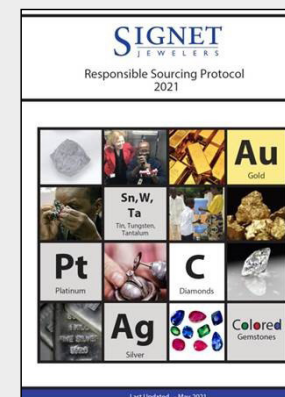 SIGNET
JEWELERS
Responsible Sourcing Protocol
2021
Au
Gold
Sn,W,
Ta
Tin, Tungsten,
Tantalum
Pt
Platinum
C
Diamonds
Ag
Silver
Colored
Gemstones
Last Updated May 2021